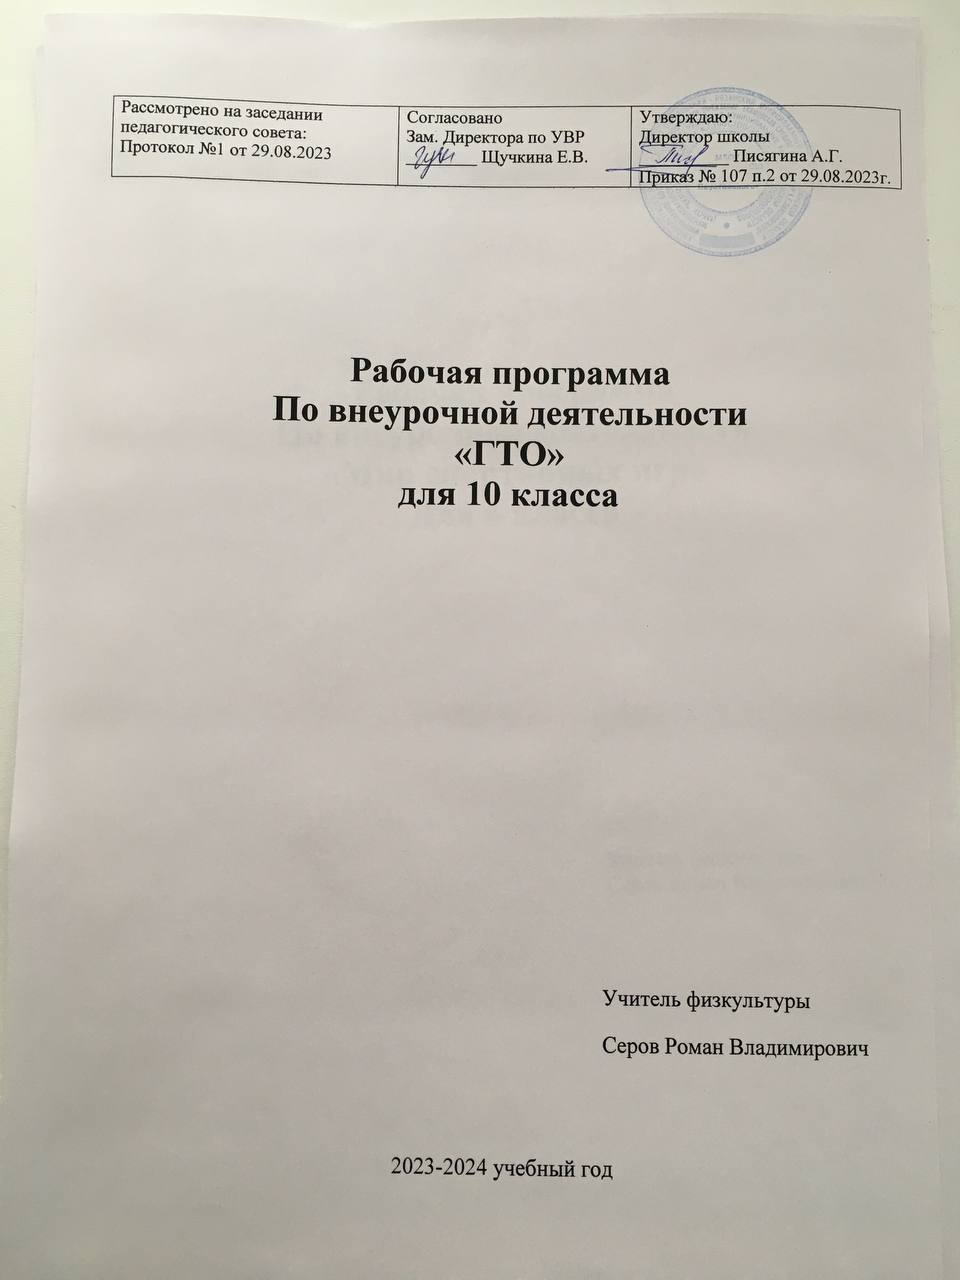 Рассмотрено на заседании
педагогического совета:
Протокол №1 от 29.08.2023
Согласовано
Зам. Директора по УВР
Щучкина Е.В.
Утверждаю:
Директор школы
Писягина А.Г.
Приказ № 107 п.2 от 29.08.2023г.
Рабочая программа
По внеурочной деятельности
«ГТО»
для 10 класса
Учитель физкультуры
Серов Роман Владимирович
2023-2024 учебный год